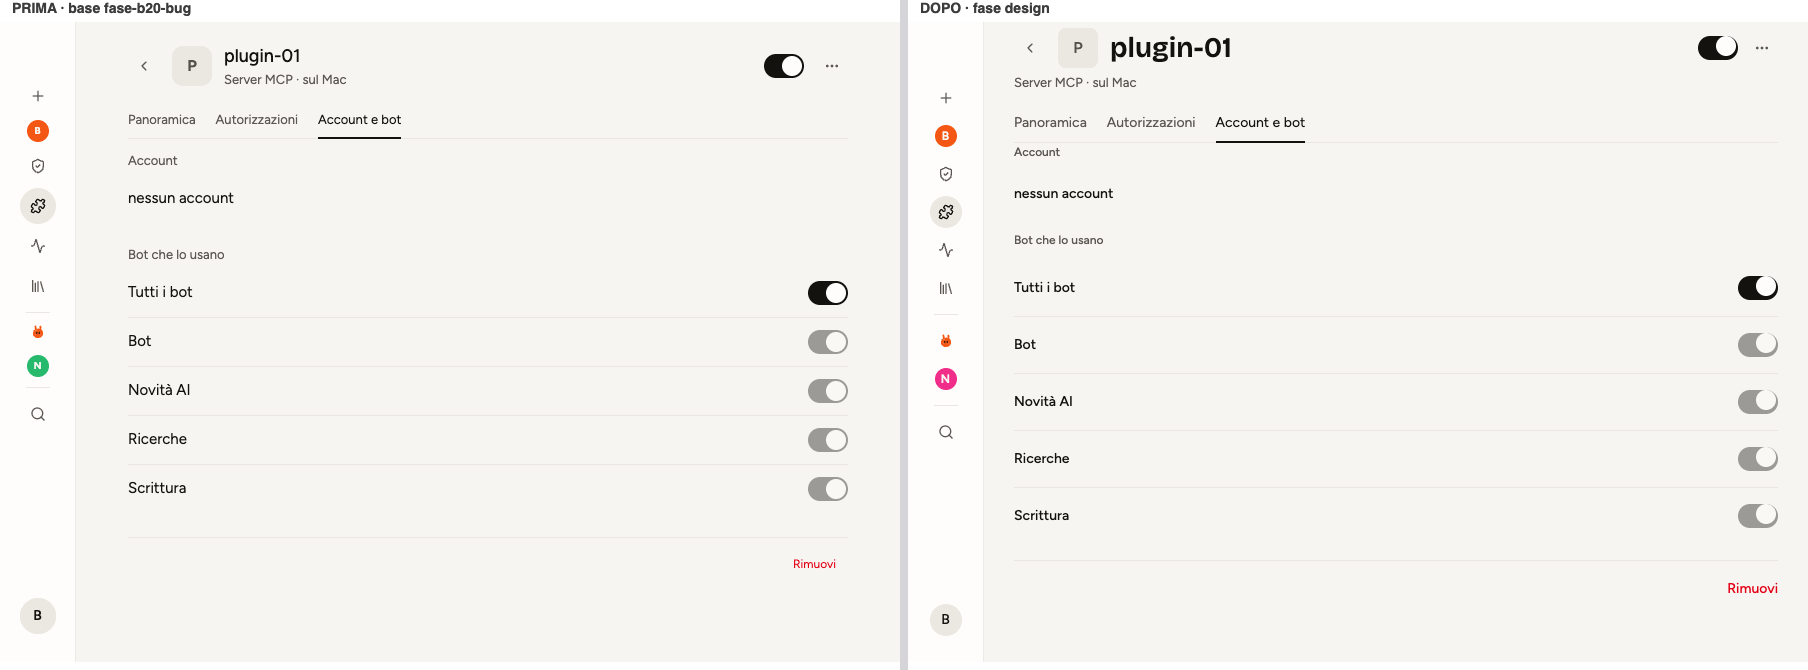 PRIMA · base fase-b20-bug
P
plugin-01
Server MCP · sul Mac
Panoramica Autorizzazioni Account e bot
Account
nessun account
Bot che lo usano
Tutti i bot
Bot
Novità AI
Ricerche
Scrittura
Rimuovi
B
N
B
DOPO · fase design
P
plugin-01
Server MCP · sul Mac
Panoramica Autorizzazioni Account e bot
Account
nessun account
Bot che lo usano
Tutti i bot
Bot
Novità AI
Ricerche
Scrittura
Rimuovi
B
N
B